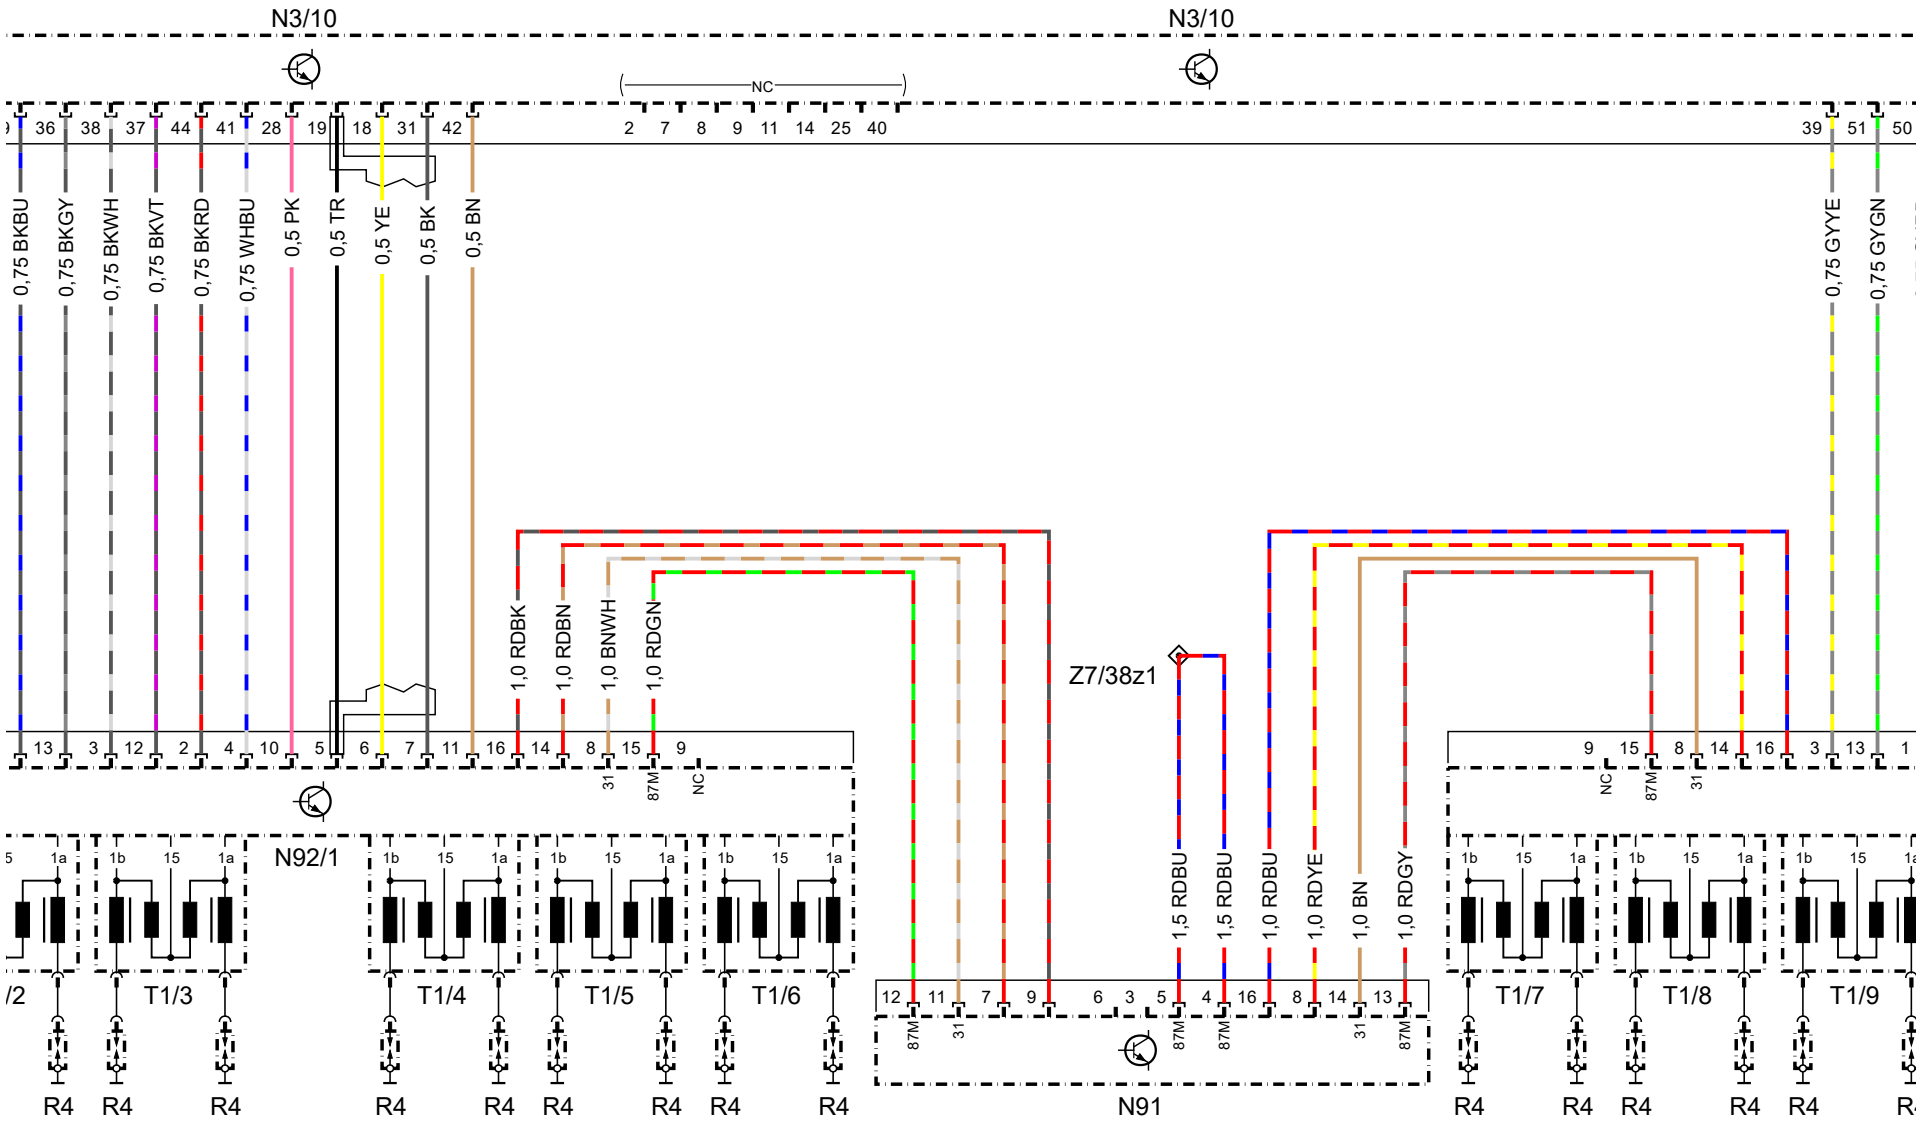 N3/10 N3/10
NC
36 38 37 44 41 28 19 18 31 42 2 7 8 9 11 14 25 40 39 51 50
0,75 BKBU
0,75 BKGY
0,75 BKWH
0,75 BKVT
0,75 BKRD
0,75 WHBU
0,5 PK
0,5 TR
0,5 YE
0,5 BK
0,5 BN
0,75 GYYE
0,75 GYGN
1,0 RDBK
1,0 RDBN
1,0 BNWH
1,0 RDGN
Z7/38z1
13 3 12 2 4 10 5 6 7 11 16 14 8 15 9 9 15 8 14 16 3 13 1
31 87M NC NC 87M 31
N92/1
1a 1b 15 1a 1b 15 1a 1b 15 1a 1b 15 1a 1b 15 1a 1b 15 1a 1b 15
1,5 RDBU
1,5 RDBU
1,0 RDBU
1,0 RDYE
1,0 BN
1,0 RDGY
/2 T1/3 T1/4 T1/5 T1/6 T1/7 T1/8 T1/9
12 11 7 9 6 3 5 4 16 8 14 13
87M 31 87M 87M 31 87M
R4 R4 R4 R4 R4 R4 R4 R4 R4 N91 R4 R4 R4 R4 R4